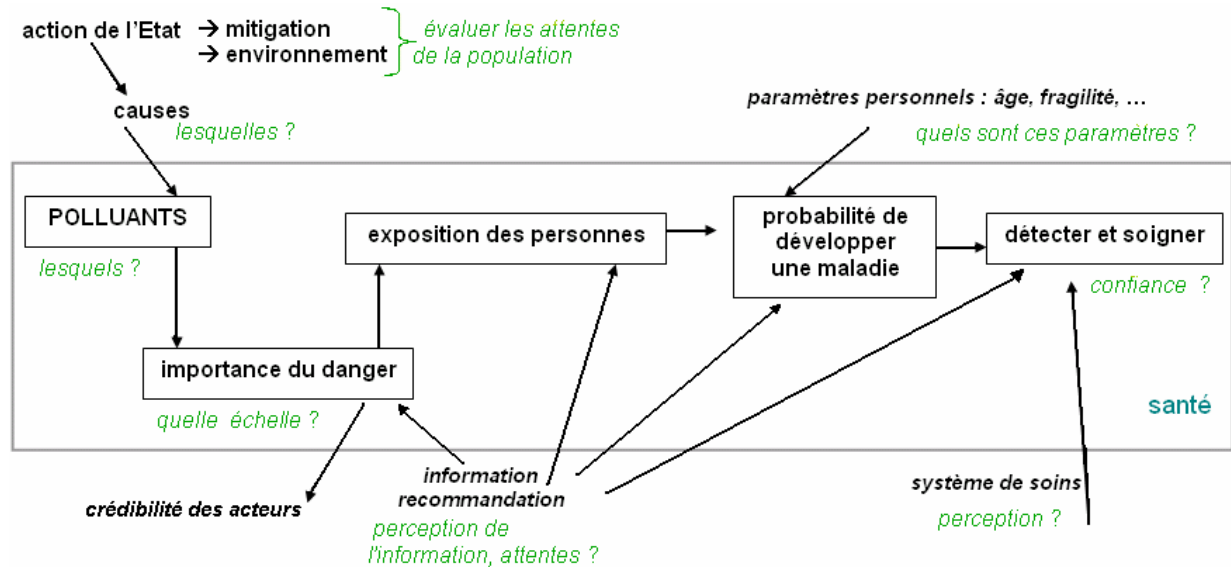 action de l'Etat → mitigation
→ environnement
évaluer les attentes
de la population
causes
lesquelles ?
paramètres personnels : âge, fragilité, …
quels sont ces paramètres ?
POLLUANTS
lesquels ?
exposition des personnes
probabilité de
développer
une maladie
détecter et soigner
confiance ?
importance du danger
quelle échelle ?
santé
information
recommandation
perception de
l'information, attentes ?
crédibilité des acteurs
système de soins
perception ?